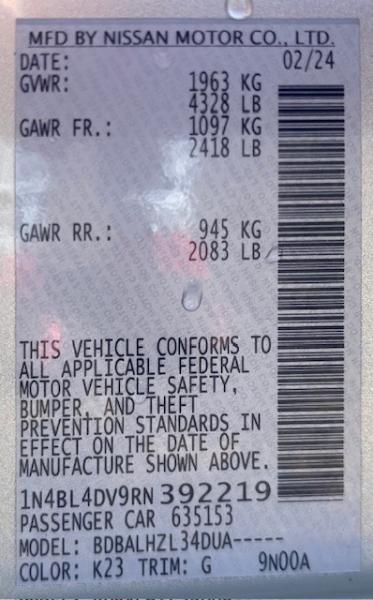 MFD BY NISSAN MOTOR CO., LTD.
DATE: 02/24
GVWR: 1963 KG
4328 LB
GAWR FR.: 1097 KG
2418 LB
GAWR RR.: 945 KG
2083 LB
THIS VEHICLE CONFORMS TO
ALL APPLICABLE FEDERAL
MOTOR VEHICLE SAFETY,
BUMPER, AND THEFT
PREVENTION STANDARDS IN
EFFECT ON THE DATE OF
MANUFACTURE SHOWN ABOVE.
1N4BL4DV9RN 392219
PASSENGER CAR 635153
MODEL: BDBALHZL34DUA-----
COLOR: K23 TRIM: G 9N00A